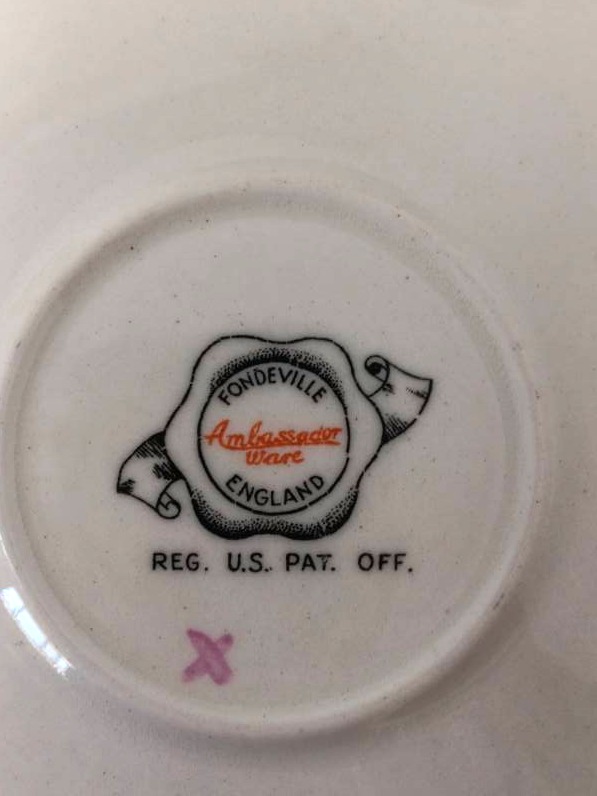 FONDEVILLE
Ambassador
Ware
ENGLAND
REG. U.S. PAT. OFF.
X